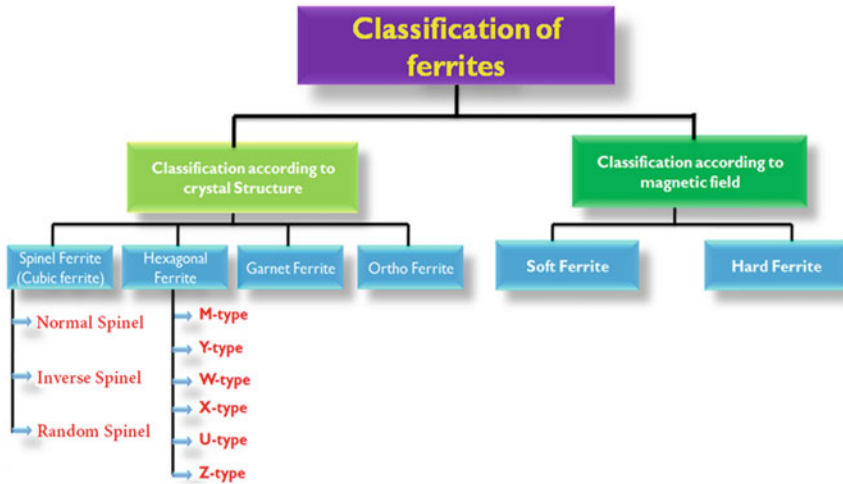 Classification of
ferrites
Classification according to
crystal Structure
Classification according to
magnetic field
Spinel Ferrite
(Cubic ferrite)
Hexagonal
Ferrite
Garnet Ferrite
Ortho Ferrite
Soft Ferrite
Hard Ferrite
Normal Spinel
Inverse Spinel
Random Spinel
M-type
Y-type
W-type
X-type
U-type
Z-type